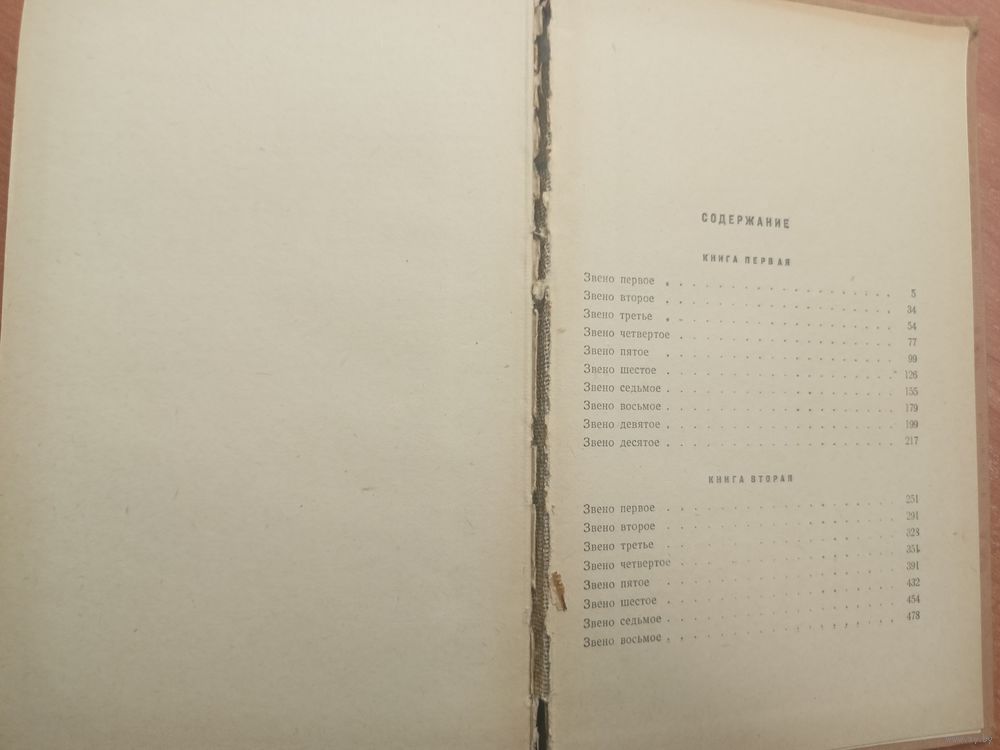 СОДЕРЖАНИЕ
КНИГА ПЕРВАЯ
Звено первое . . . . . . . . . . . . . . . . . . 5
Звено второе . . . . . . . . . . . . . . . . . . 34
Звено третье . . . . . . . . . . . . . . . . . . 54
Звено четвертое . . . . . . . . . . . . . . . . . 77
Звено пятое . . . . . . . . . . . . . . . . . . 99
Звено шестое . . . . . . . . . . . . . . . . . . 126
Звено седьмое . . . . . . . . . . . . . . . . . . 155
Звено восьмое . . . . . . . . . . . . . . . . . . 179
Звено девятое . . . . . . . . . . . . . . . . . . 199
Звено десятое . . . . . . . . . . . . . . . . . . 217
КНИГА ВТОРАЯ
Звено первое . . . . . . . . . . . . . . . . . . 251
Звено второе . . . . . . . . . . . . . . . . . . 291
Звено третье . . . . . . . . . . . . . . . . . . 323
Звено четвертое . . . . . . . . . . . . . . . . . 351
Звено пятое . . . . . . . . . . . . . . . . . . 391
Звено шестое . . . . . . . . . . . . . . . . . . 432
Звено седьмое . . . . . . . . . . . . . . . . . . 454
Звено восьмое . . . . . . . . . . . . . . . . . . 478